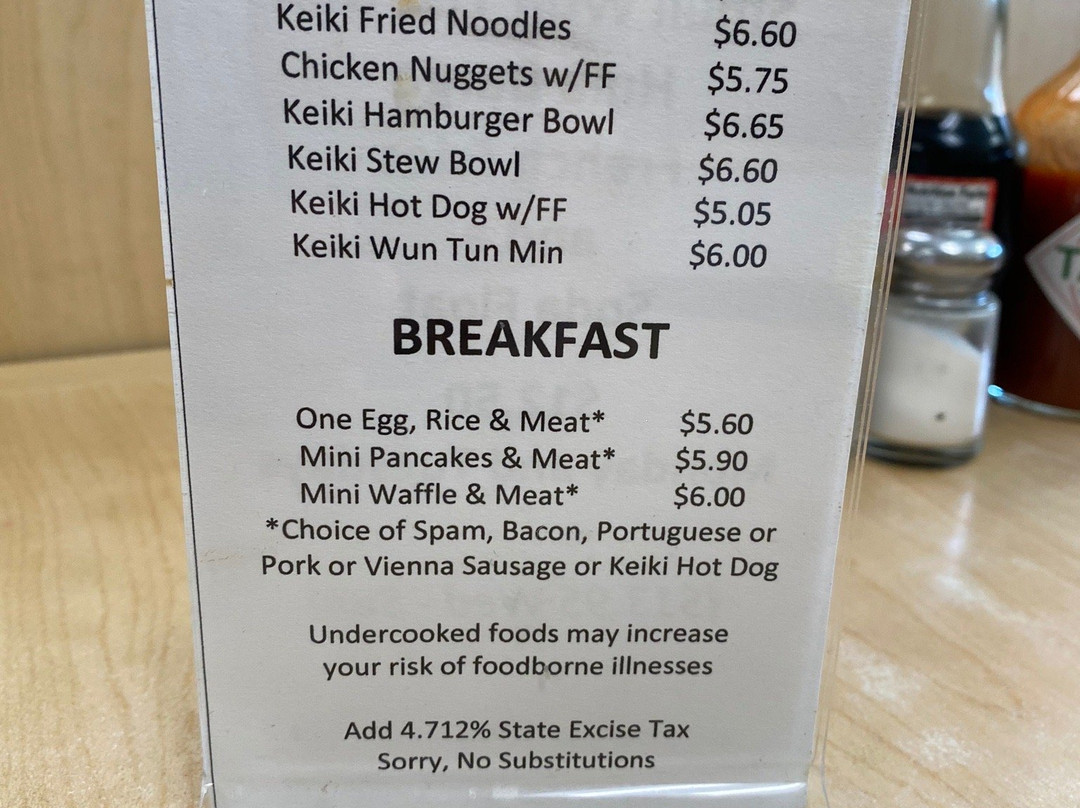 Keiki Fried Noodles $6.60
Chicken Nuggets w/FF $5.75
Keiki Hamburger Bowl $6.65
Keiki Stew Bowl $6.60
Keiki Hot Dog w/FF $5.05
Keiki Wun Tun Min $6.00
BREAKFAST
One Egg, Rice & Meat* $5.60
Mini Pancakes & Meat* $5.90
Mini Waffle & Meat* $6.00
*Choice of Spam, Bacon, Portuguese or
Pork or Vienna Sausage or Keiki Hot Dog
Undercooked foods may increase
your risk of foodborne illnesses
Add 4.712% State Excise Tax
Sorry, No Substitutions